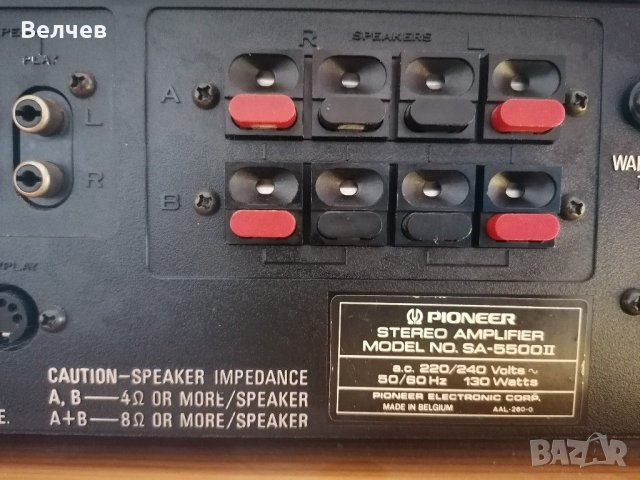 Велчев
PLAY
L
R
R SPEAKERS L
A
B
PIONEER
STEREO AMPLIFIER
MODEL NO. SA-5500II
a.c. 220/240 Volts ~
50/60 Hz 130 Watts
PIONEER ELECTRONIC CORP.
MADE IN BELGIUM AAL-260-0
CAUTION–SPEAKER IMPEDANCE
A, B — 4Ω OR MORE/SPEAKER
A+B — 8Ω OR MORE/SPEAKER
BAZAR.bg